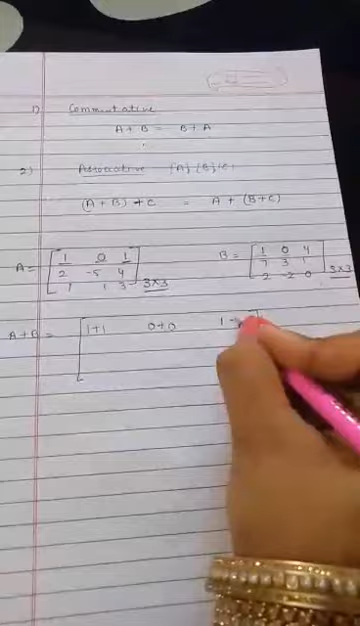 1) Commutative
A + B = B + A
2) Associative (A) (B) (C)
(A + B) + C = A + (B + C)
A = [1 0 1 B = [1 0 4
2 -5 4 7 3 1
1 1 3] 3×3 2 -2 0] 3×3
A + B = [1+1 0+0 1+